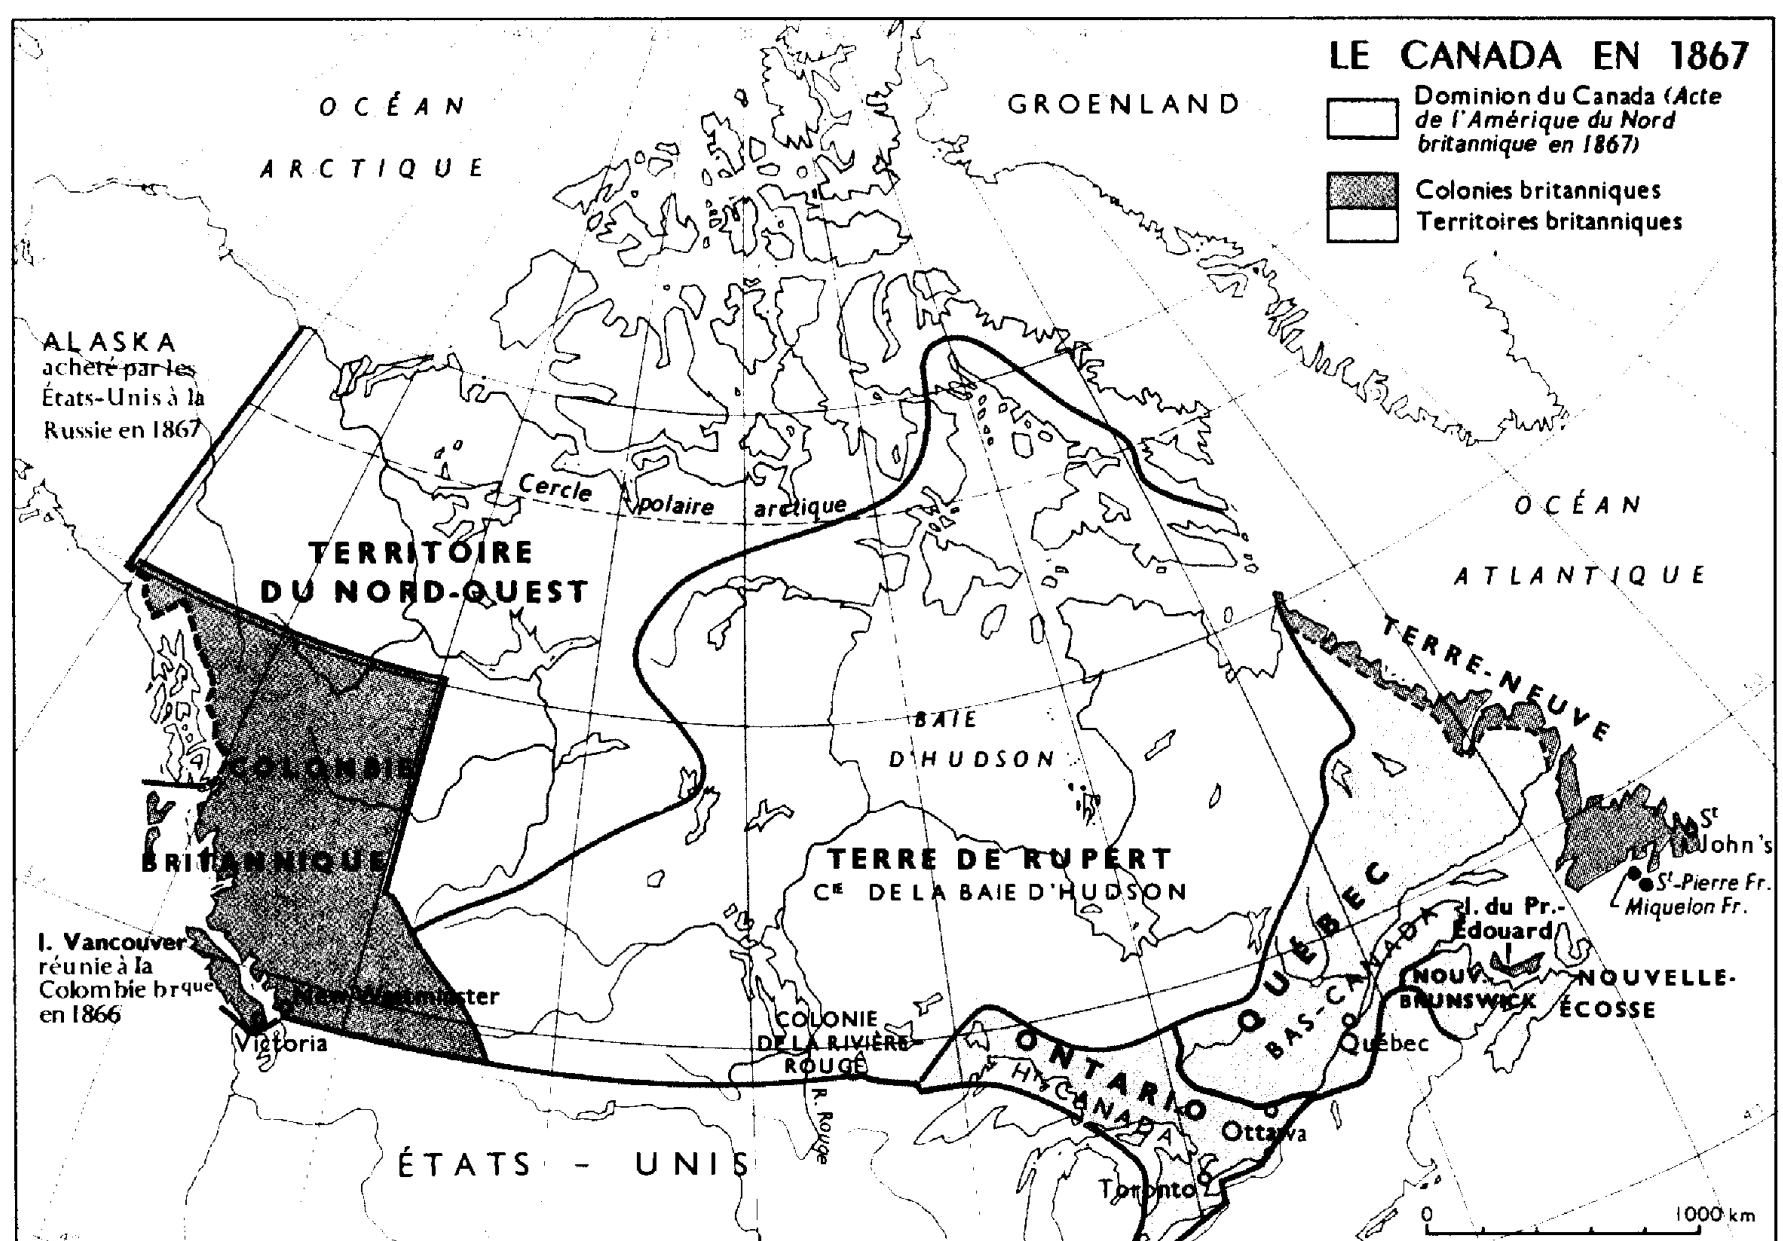 LE CANADA EN 1867
Dominion du Canada (Acte
de l'Amérique du Nord
britannique en 1867)
Colonies britanniques
Territoires britanniques
OCÉAN
ARCTIQUE
GROENLAND
ALASKA
acheté par les
États-Unis à la
Russie en 1867
Cercle polaire arctique
TERRITOIRE
DU NORD-OUEST
OCÉAN
ATLANTIQUE
TERRE-NEUVE
BAIE
D'HUDSON
COLOMBIE
BRITANNIQUE
TERRE DE RUPERT
CIE DE LA BAIE D'HUDSON
St
John's
St-Pierre Fr.
Miquelon Fr.
I. du Pr.-
Édouard
QUÉBEC
BAS-CANADA
NOUV.
BRUNSWICK
NOUVELLE-
ÉCOSSE
I. Vancouver
réunie à la
Colombie brque
en 1866
New Westminster
Victoria
COLONIE
DE LA RIVIÈRE-
ROUGE
R. Rouge
ONTARIO
Ht CANADA
Québec
Ottawa
Toronto
ÉTATS - UNIS
0 1000 km